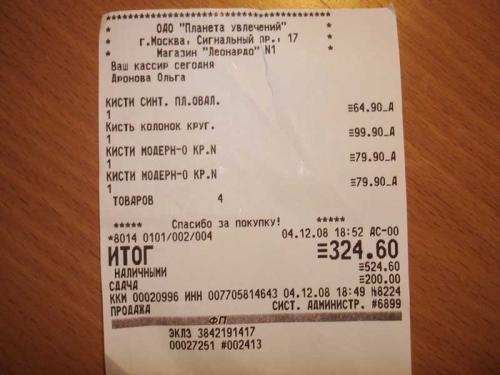 * * * * * * * * * * * * * * *
* ОАО "Планета увлечений" *
* г.Москва, Сигнальный пр., 17 *
* Магазин "Леонардо" N1 *
Ваш кассир сегодня
Дронова Ольга
КИСТИ СИНТ. ПЛ.ОВАЛ.
1 ≡64.90_А
КИСТЬ КОЛОНОК КРУГ.
1 ≡99.90_А
КИСТИ МОДЕРН-О КР.N
1 ≡79.90_А
КИСТИ МОДЕРН-О КР.N
1 ≡79.90_А
ТОВАРОВ 4
***** Спасибо за покупку! *****
*8014 0101/002/004 04.12.08 18:52 АС-00
ИТОГ ≡324.60
НАЛИЧНЫМИ ≡524.60
СДАЧА ≡200.00
ККМ 00020996 ИНН 007705814643 04.12.08 18:49 №8224
ПРОДАЖА СИСТ. АДМИНИСТР. #6899
ФП
ЭКЛЗ 3842191417
00027251 #002413